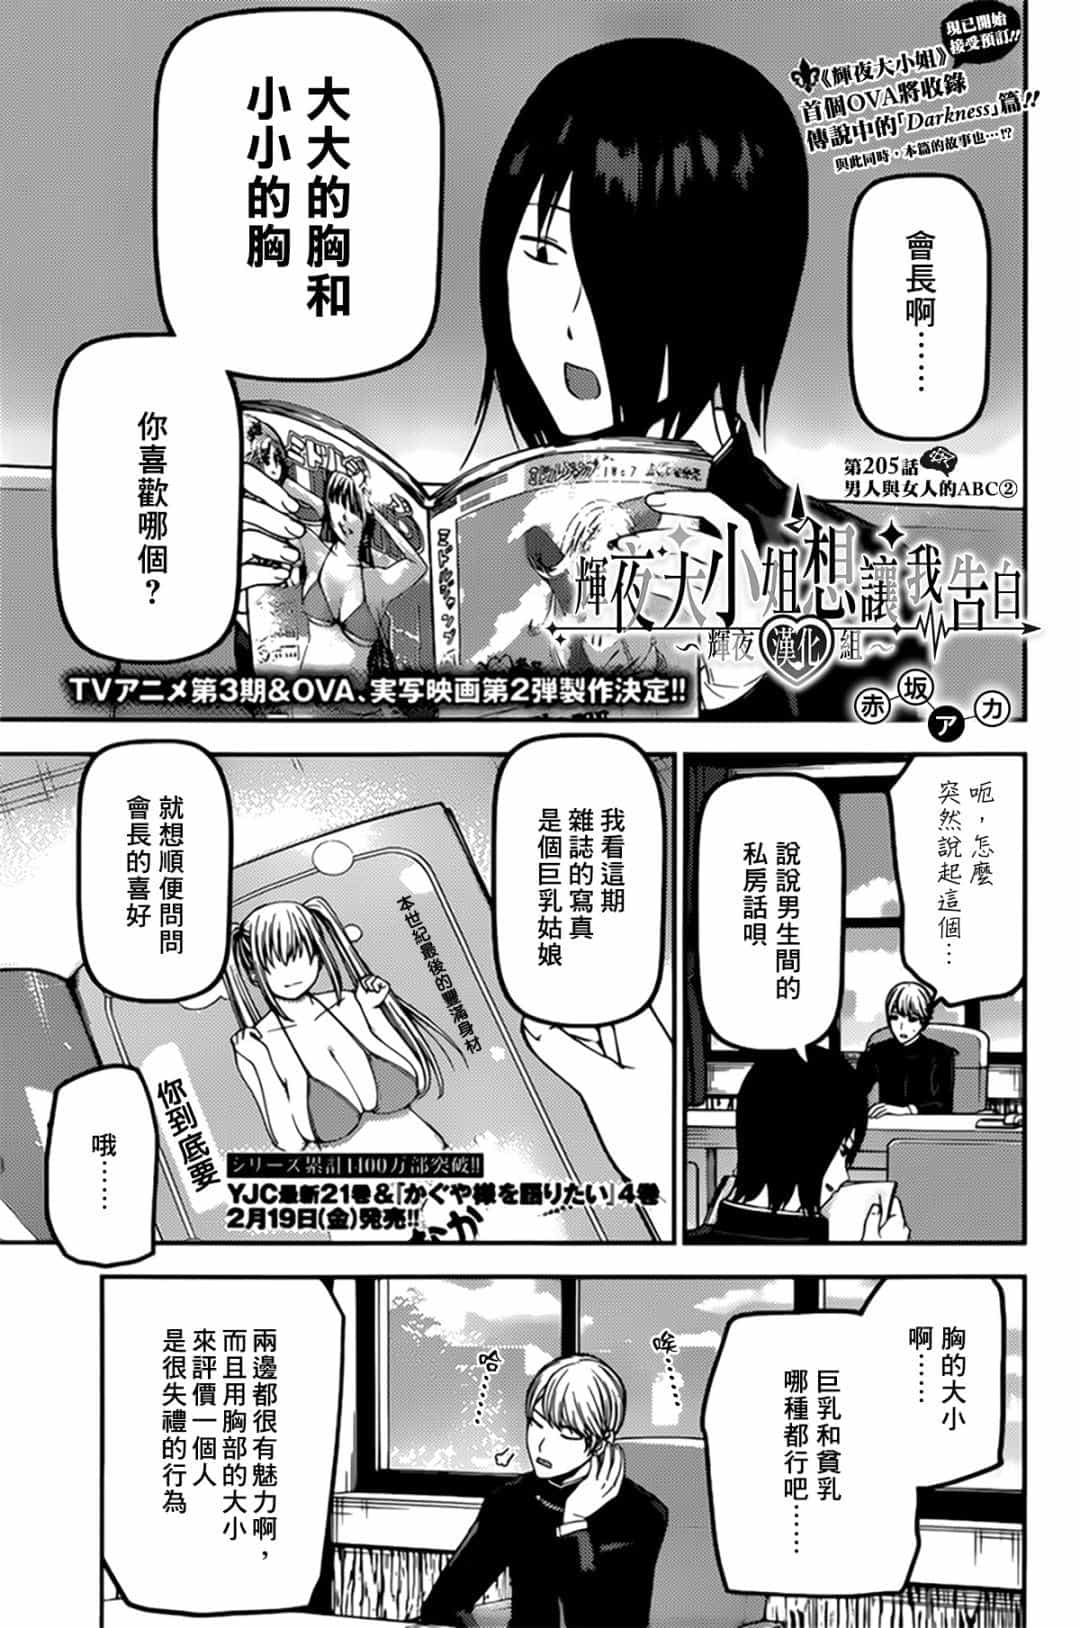 現已開始
接受預訂!!
《輝夜大小姐》
首個OVA將收錄
傳說中的「Darkness」篇!!
與此同時，本篇的故事也…!?
會長啊……
大大的胸和
小小的胸
你喜歡哪個？
第205話
男人與女人的ABC②
輝夜大小姐想讓我告白
～輝夜漢化組～
赤坂アカ
TVアニメ第3期&OVA、実写映画第2弾製作決定!!
呃，怎麼
突然說起這個…
說說男生間的
私房話唄
我看這期
雜誌的寫真
是個巨乳姑娘
就想順便問問
會長的喜好
本世紀最後的豐滿身材
你到底要
シリーズ累計1400万部突破!!
YJC最新21巻&『かぐや様を語りたい』4巻
2月19日(金)発売!!
哦……
胸的大小
啊……
巨乳和貧乳
哪種都行吧……
唉…
兩邊都很有魅力啊，
而且用胸部的大小
來評價一個人
是很失禮的行為